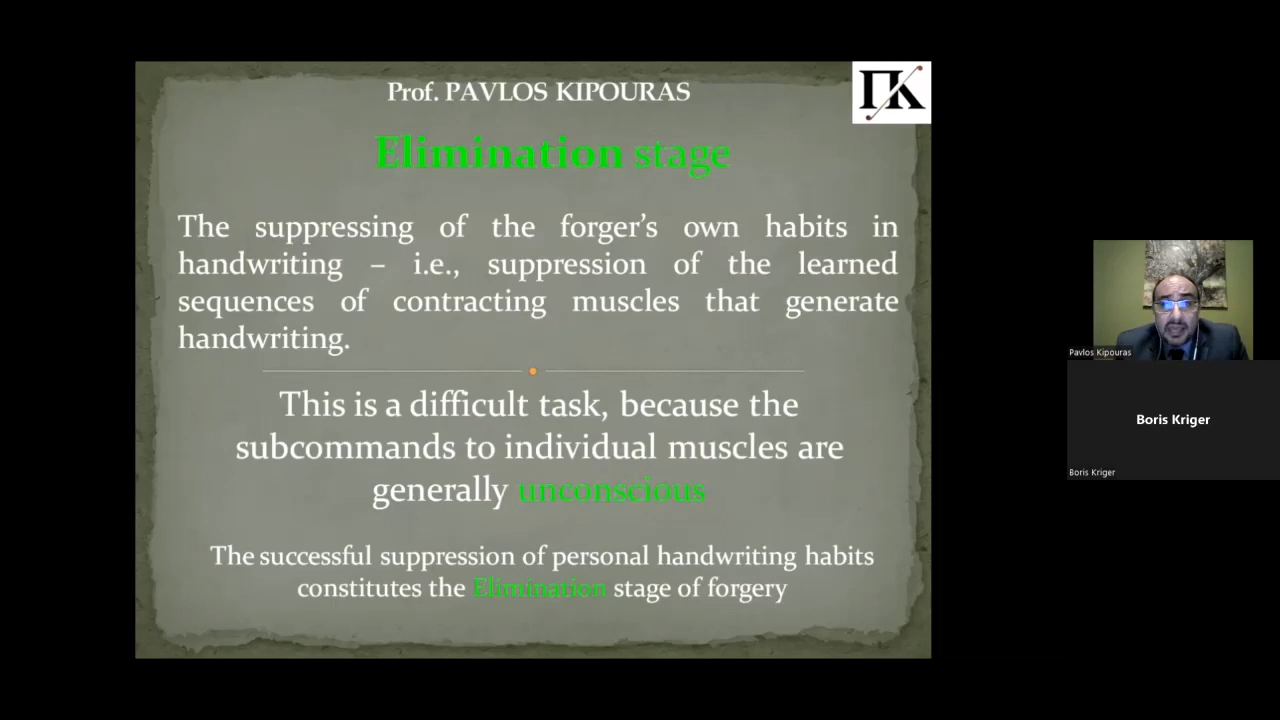 Prof. PAVLOS KIPOURAS
ΠΚ
Elimination stage
The suppressing of the forger’s own habits in
handwriting – i.e., suppression of the learned
sequences of contracting muscles that generate
handwriting.
This is a difficult task, because the
subcommands to individual muscles are
generally unconscious
The successful suppression of personal handwriting habits
constitutes the Elimination stage of forgery
Pavlos Kipouras
Boris Kriger
Boris Kriger